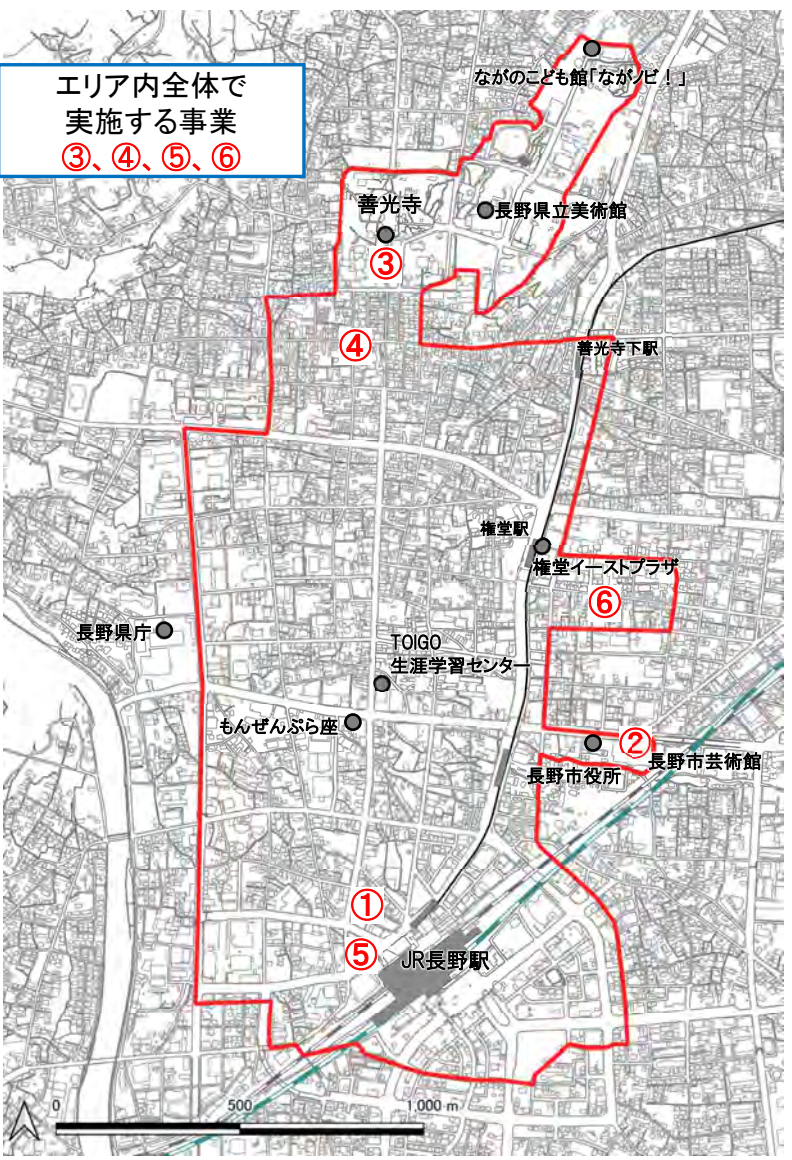 エリア内全体で
実施する事業
③、④、⑤、⑥
ながのこども館「ながノビ！」
善光寺
長野県立美術館
③
④
善光寺下駅
権堂駅
権堂イーストプラザ
⑥
長野県庁
TOIGO
生涯学習センター
もんぜんぷら座
②
長野市役所
長野市芸術館
①
⑤
JR長野駅
0 500 1,000 m